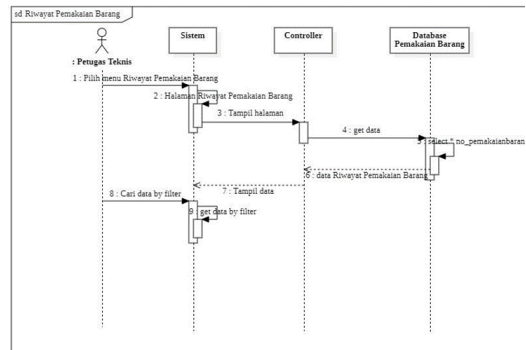 sd Riwayat Pemakaian Barang
Sistem
Controller
Database
Pemakaian Barang
: Petugas Teknis
1 : Pilih menu Riwayat Pemakaian Barang
2 : Halaman Riwayat Pemakaian Barang
3 : Tampil halaman
4 : get data
5 : select * no_pemakaianbaran
6 : data Riwayat Pemakaian Barang
7 : Tampil data
8 : Cari data by filter
9 : get data by filter